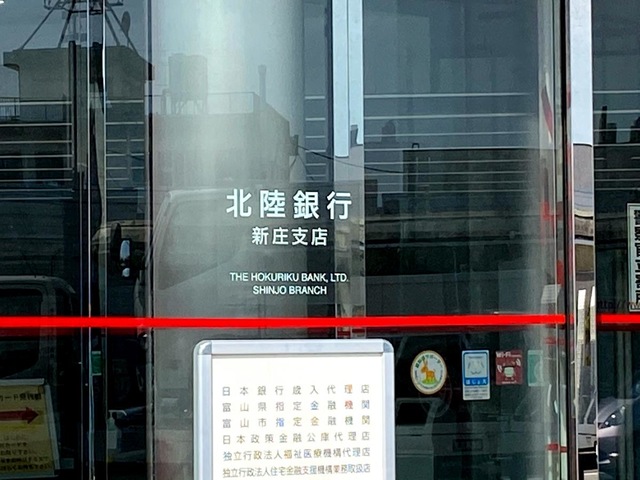 北陸銀行
新庄支店
THE HOKURIKU BANK, LTD.
SHINJO BRANCH
日本銀行歳入代理店
富山県指定金融機関
富山市指定金融機関
日本政策金融公庫代理店
独立行政法人福祉医療機構代理店
独立行政法人住宅金融支援機構業務取扱店
Wi-Fi